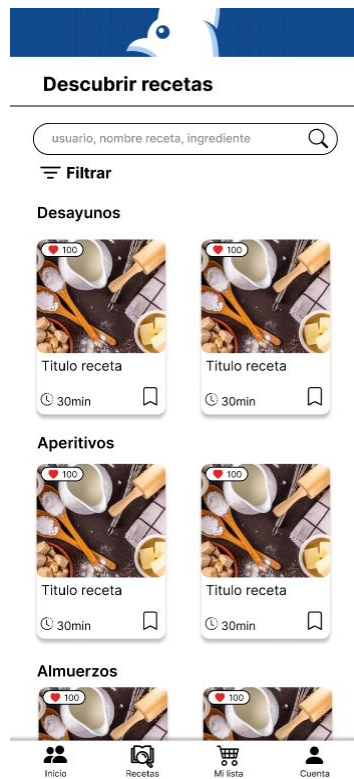 Descubrir recetas
usuario, nombre receta, ingrediente
Filtrar
Desayunos
100 100
Titulo receta Titulo receta
30min 30min
Aperitivos
100 100
Titulo receta Titulo receta
30min 30min
Almuerzos
100 100
Inicio Recetas Mi lista Cuenta